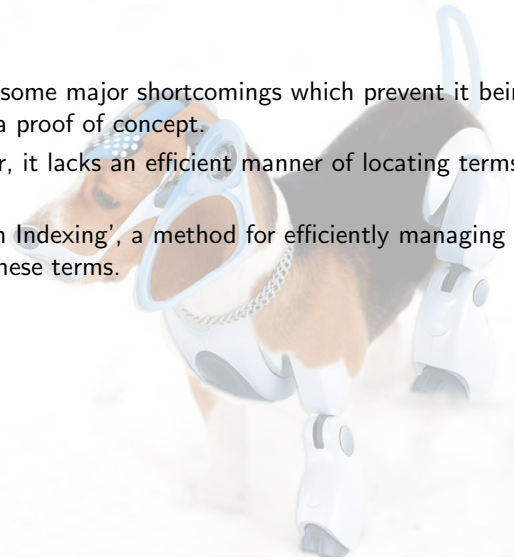 some major shortcomings which prevent it bein
a proof of concept.
r, it lacks an efficient manner of locating terms
n Indexing’, a method for efficiently managing
hese terms.